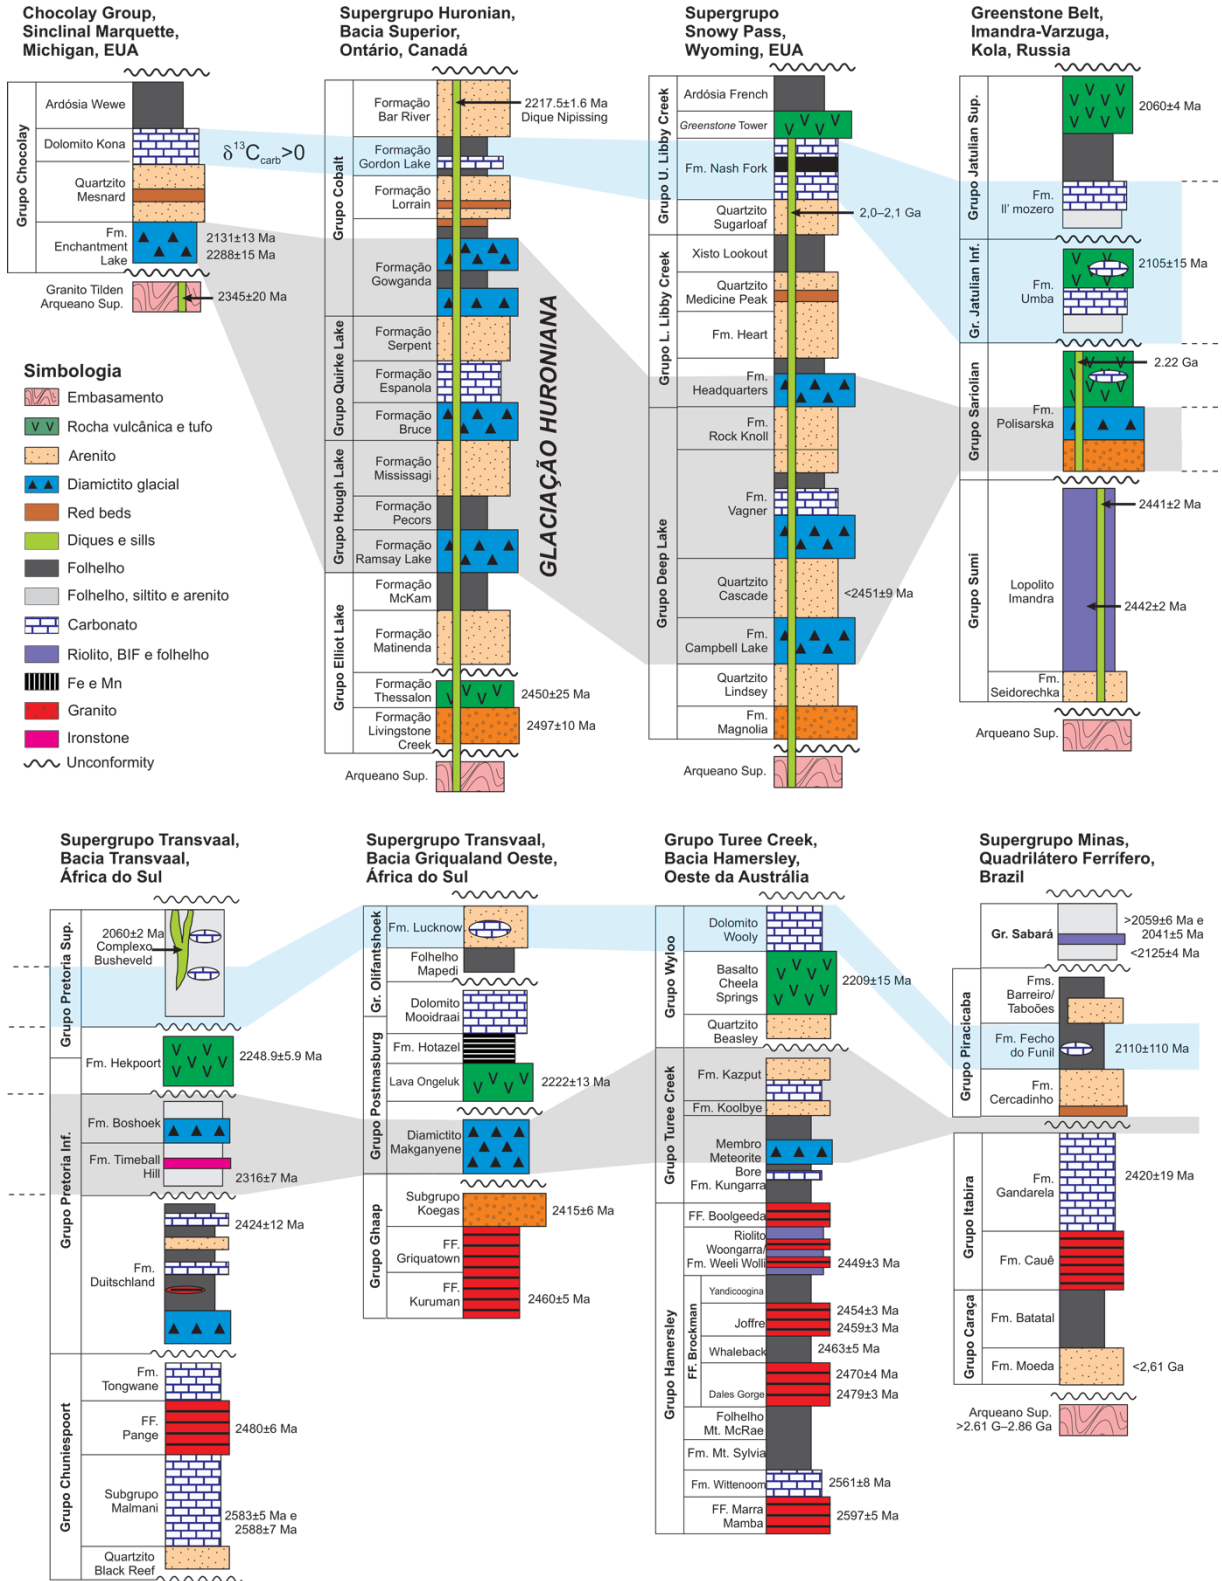 Chocolay Group,
Sinclinal Marquette,
Michigan, EUA
Grupo Chocolay
Ardósia Wewe
Dolomito Kona
Quartzito
Mesnard
Fm.
Enchantment
Lake
2131±13 Ma
2288±15 Ma
Granito Tilden
Arqueano Sup.
2345±20 Ma
δ13Ccarb>0
Supergrupo Huronian,
Bacia Superior,
Ontário, Canadá
Grupo Cobalt
Formação
Bar River
2217.5±1.6 Ma
Dique Nipissing
Formação
Gordon Lake
Formação
Lorrain
Formação
Gowganda
Grupo Quirke Lake
Formação
Serpent
Formação
Espanola
Formação
Bruce
Grupo Hough Lake
Formação
Mississagi
Formação
Pecors
Formação
Ramsay Lake
Grupo Elliot Lake
Formação
McKam
Formação
Matinenda
Formação
Thessalon
2450±25 Ma
Formação
Livingstone
Creek
2497±10 Ma
Arqueano Sup.
GLACIAÇÃO HURONIANA
Supergrupo
Snowy Pass,
Wyoming, EUA
Grupo U. Libby Creek
Ardósia French
Greenstone Tower
Fm. Nash Fork
Quartzito
Sugarloaf
2,0–2,1 Ga
Grupo L. Libby Creek
Xisto Lookout
Quartzito
Medicine Peak
Fm. Heart
Fm.
Headquarters
Grupo Deep Lake
Fm.
Rock Knoll
Fm.
Vagner
Quartzito
Cascade
<2451±9 Ma
Fm.
Campbell Lake
Quartzito
Lindsey
Fm.
Magnolia
Arqueano Sup.
Greenstone Belt,
Imandra-Varzuga,
Kola, Russia
Grupo Jatulian Sup.
2060±4 Ma
Fm.
Il' mozero
Gr. Jatulian Inf.
2105±15 Ma
Fm.
Umba
Grupo Sariolian
2.22 Ga
Fm.
Polisarska
Grupo Sumi
2441±2 Ma
Lopolito
Imandra
2442±2 Ma
Fm.
Seidorechka
Arqueano Sup.
Simbologia
Embasamento
Rocha vulcânica e tufo
Arenito
Diamictito glacial
Red beds
Diques e sills
Folhelho
Folhelho, siltito e arenito
Carbonato
Riolito, BIF e folhelho
Fe e Mn
Granito
Ironstone
Unconformity
Supergrupo Transvaal,
Bacia Transvaal,
África do Sul
Grupo Pretoria Sup.
2060±2 Ma
Complexo
Busheveld
Grupo Pretoria Inf.
Fm. Hekpoort
2248.9±5.9 Ma
Fm. Boshoek
Fm. Timeball
Hill
2316±7 Ma
2424±12 Ma
Fm.
Duitschland
Grupo Chuniespoort
Fm.
Tongwane
FF.
Pange
2480±6 Ma
Subgrupo
Malmani
2583±5 Ma e
2588±7 Ma
Quartzito
Black Reef
Supergrupo Transvaal,
Bacia Griqualand Oeste,
África do Sul
Gr. Olifantshoek
Fm. Lucknow
Folhelho
Mapedi
Grupo Postmasburg
Dolomito
Mooidraai
Fm. Hotazel
Lava Ongeluk
2222±13 Ma
Diamictito
Makganyene
Grupo Ghaap
Subgrupo
Koegas
2415±6 Ma
FF.
Griquatown
FF.
Kuruman
2460±5 Ma
Grupo Turee Creek,
Bacia Hamersley,
Oeste da Austrália
Grupo Wyloo
Dolomito
Wooly
Basalto
Cheela
Springs
2209±15 Ma
Quartzito
Beasley
Grupo Turee Creek
Fm. Kazput
Fm. Koolbye
Membro
Meteorite
Bore
Fm. Kungarra
Grupo Hamersley
FF. Boolgeeda
Riolito
Woongarra/
Fm. Weeli Wolli
2449±3 Ma
FF. Brockman
Yandicoogina
Joffre
2454±3 Ma
2459±3 Ma
Whaleback
2463±5 Ma
2470±4 Ma
Dales Gorge
2479±3 Ma
Folhelho
Mt. McRae
Fm. Mt. Sylvia
Fm. Wittenoom
2561±8 Ma
FF. Marra
Mamba
2597±5 Ma
Supergrupo Minas,
Quadrilátero Ferrífero,
Brazil
Gr. Sabará
>2059±6 Ma e
2041±5 Ma
<2125±4 Ma
Grupo Piracicaba
Fms.
Barreiro/
Taboões
Fm. Fecho
do Funil
2110±110 Ma
Fm.
Cercadinho
Grupo Itabira
Fm.
Gandarela
2420±19 Ma
Fm. Cauê
Grupo Caraça
Fm. Batatal
Fm. Moeda
<2,61 Ga
Arqueano Sup.
>2.61 G–2.86 Ga